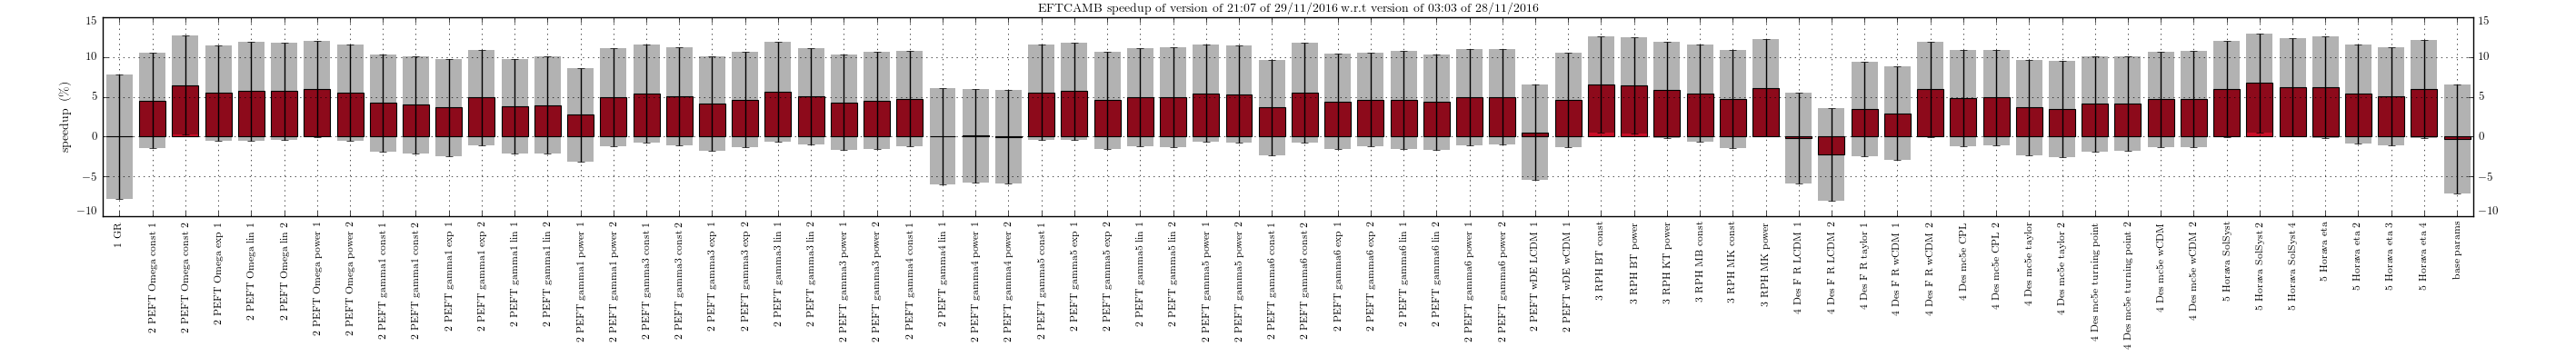 EFTCAMB speedup of version of 21:07 of 29/11/2016 w.r.t version of 03:03 of 28/11/2016
speedup (%)
15
10
5
0
−5
−10
15
10
5
0
−5
−10
1 GR
2 PEFT Omega const 1
2 PEFT Omega const 2
2 PEFT Omega exp 1
2 PEFT Omega lin 1
2 PEFT Omega lin 2
2 PEFT Omega power 1
2 PEFT Omega power 2
2 PEFT gamma1 const 1
2 PEFT gamma1 const 2
2 PEFT gamma1 exp 1
2 PEFT gamma1 exp 2
2 PEFT gamma1 lin 1
2 PEFT gamma1 lin 2
2 PEFT gamma1 power 1
2 PEFT gamma1 power 2
2 PEFT gamma3 const 1
2 PEFT gamma3 const 2
2 PEFT gamma3 exp 1
2 PEFT gamma3 exp 2
2 PEFT gamma3 lin 1
2 PEFT gamma3 lin 2
2 PEFT gamma3 power 1
2 PEFT gamma3 power 2
2 PEFT gamma4 const 1
2 PEFT gamma4 lin 1
2 PEFT gamma4 power 1
2 PEFT gamma4 power 2
2 PEFT gamma5 const 1
2 PEFT gamma5 exp 1
2 PEFT gamma5 exp 2
2 PEFT gamma5 lin 1
2 PEFT gamma5 lin 2
2 PEFT gamma5 power 1
2 PEFT gamma5 power 2
2 PEFT gamma6 const 1
2 PEFT gamma6 const 2
2 PEFT gamma6 exp 1
2 PEFT gamma6 exp 2
2 PEFT gamma6 lin 1
2 PEFT gamma6 lin 2
2 PEFT gamma6 power 1
2 PEFT gamma6 power 2
2 PEFT wDE LCDM 1
2 PEFT wDE wCDM 1
3 RPH BT const
3 RPH BT power
3 RPH KT power
3 RPH MB const
3 RPH MK const
3 RPH MK power
4 Des F R LCDM 1
4 Des F R LCDM 2
4 Des F R taylor 1
4 Des F R wCDM 1
4 Des F R wCDM 2
4 Des mc5e CPL
4 Des mc5e CPL 2
4 Des mc5e taylor
4 Des mc5e taylor 2
4 Des mc5e turning point
4 Des mc5e turning point 2
4 Des mc5e wCDM
4 Des mc5e wCDM 2
5 Horava SolSyst
5 Horava SolSyst 2
5 Horava SolSyst 4
5 Horava eta
5 Horava eta 2
5 Horava eta 3
5 Horava eta 4
base params